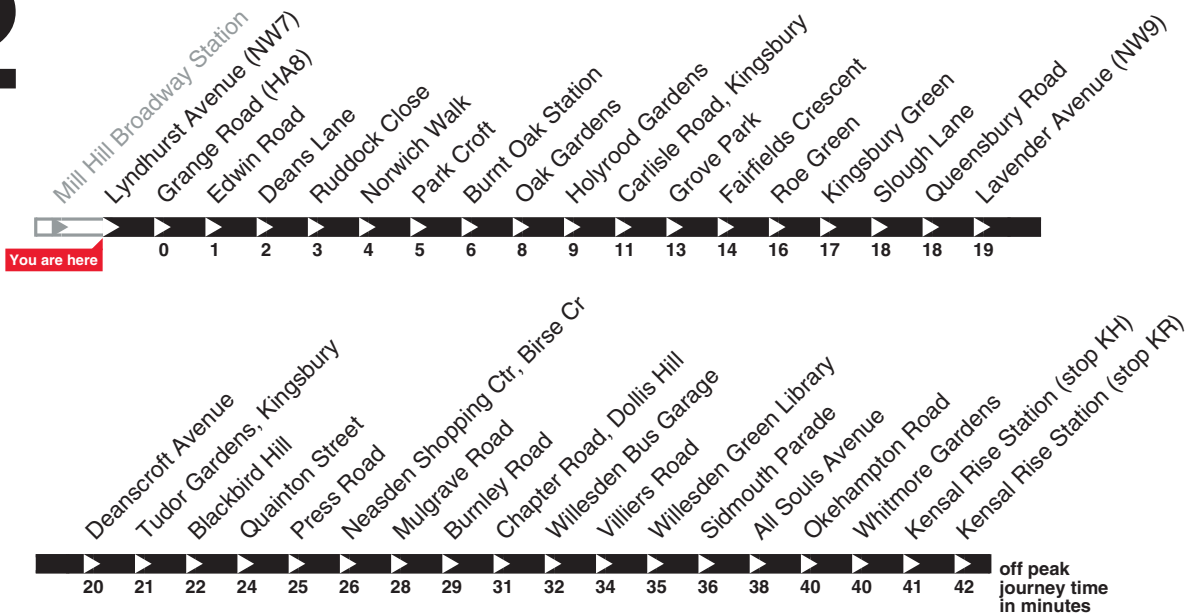 Mill Hill Broadway Station
Lyndhurst Avenue (NW7)
Grange Road (HA8)
Edwin Road
Deans Lane
Ruddock Close
Norwich Walk
Park Croft
Burnt Oak Station
Oak Gardens
Holyrood Gardens
Carlisle Road, Kingsbury
Grove Park
Fairfields Crescent
Roe Green
Kingsbury Green
Slough Lane
Queensbury Road
Lavender Avenue (NW9)
You are here
0 1 2 3 4 5 6 8 9 11 13 14 16 17 18 18 19
Deanscroft Avenue
Tudor Gardens, Kingsbury
Blackbird Hill
Quainton Street
Press Road
Neasden Shopping Ctr, Birse Cr
Mulgrave Road
Burnley Road
Chapter Road, Dollis Hill
Willesden Bus Garage
Villiers Road
Willesden Green Library
Sidmouth Parade
All Souls Avenue
Okehampton Road
Whitmore Gardens
Kensal Rise Station (stop KH)
Kensal Rise Station (stop KR)
20 21 22 24 25 26 28 29 31 32 34 35 36 38 40 40 41 42
off peak
journey time
in minutes